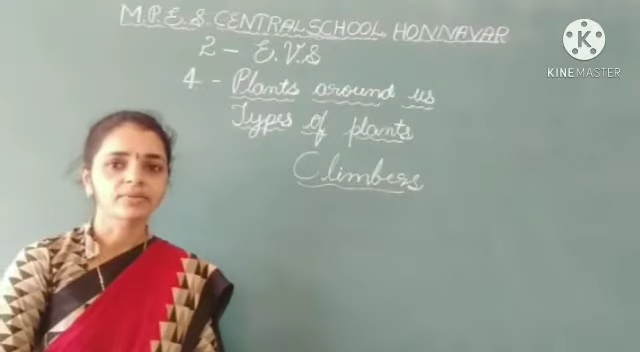 M.P.E.S. CENTRAL SCHOOL, HONNAVAR
2 - E.V.S
4 - Plants around us
Types of plants
Climbers
KINEMASTER